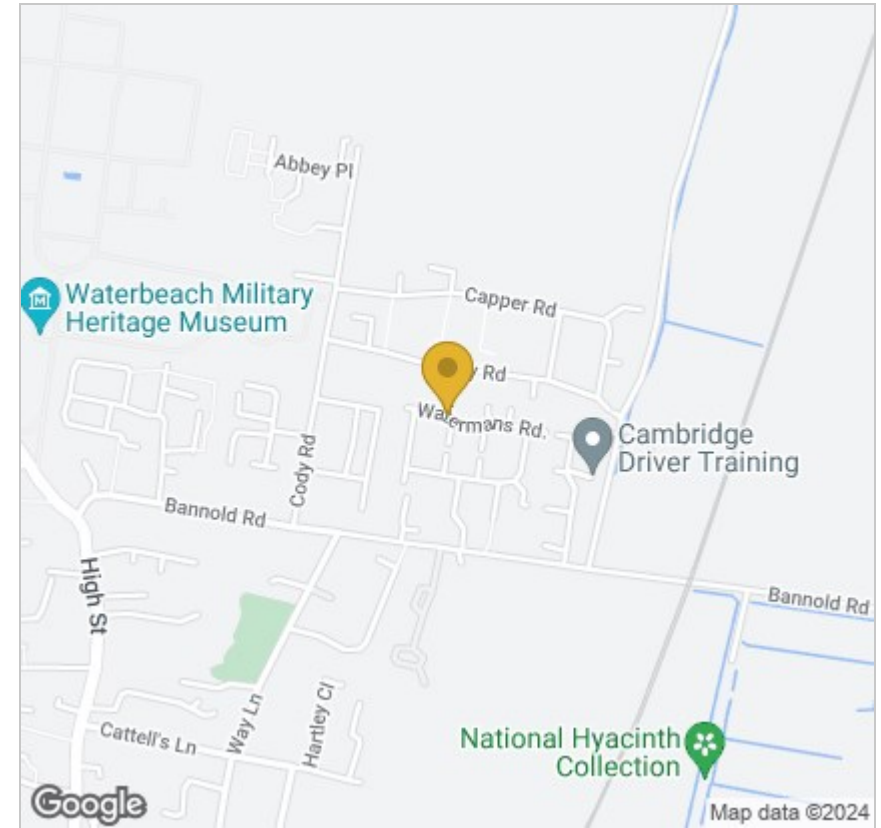 Abbey Pl
Waterbeach Military
Heritage Museum
Capper Rd
Rd
Watermans Rd.
Cambridge
Driver Training
Cody Rd
Bannold Rd
High St
Bannold Rd
Way Ln
Hartley Cl
Cattell's Ln
National Hyacinth
Collection
Google
Map data ©2024